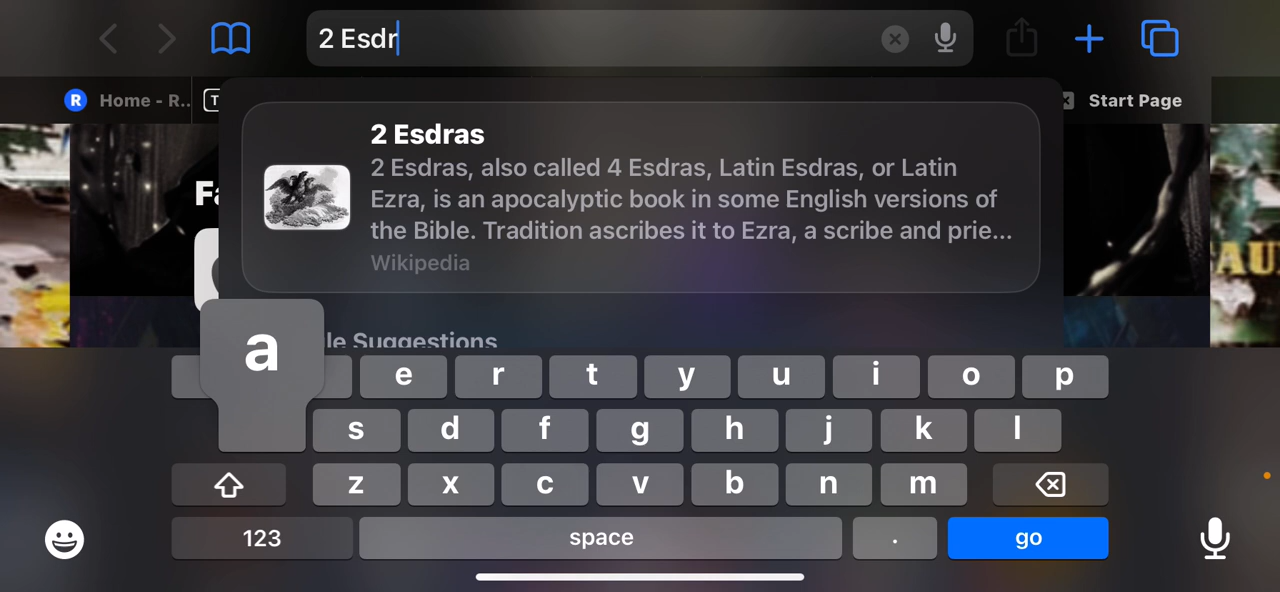 2 Esdr
R Home - R..
T
Start Page
2 Esdras
2 Esdras, also called 4 Esdras, Latin Esdras, or Latin
Ezra, is an apocalyptic book in some English versions of
the Bible. Tradition ascribes it to Ezra, a scribe and prie...
Wikipedia
Fa
le Suggestions
AU
a
e r t y u i o p
s d f g h j k l
z x c v b n m
123 space . go